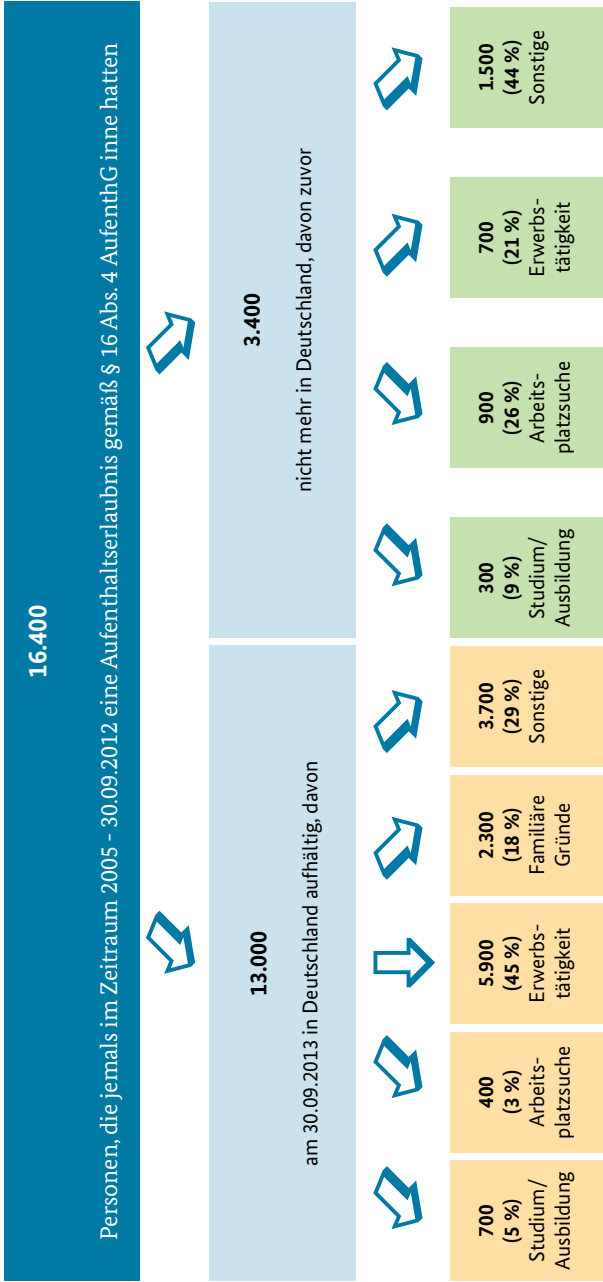 16.400
Personen, die jemals im Zeitraum 2005 - 30.09.2012 eine Aufenthaltserlaubnis gemäß § 16 Abs. 4 AufenthG inne hatten
13.000
am 30.09.2013 in Deutschland aufhältig, davon
3.400
nicht mehr in Deutschland, davon zuvor
700
(5 %)
Studium/
Ausbildung
400
(3 %)
Arbeits-
platzsuche
5.900
(45 %)
Erwerbs-
tätigkeit
2.300
(18 %)
Familiäre
Gründe
3.700
(29 %)
Sonstige
300
(9 %)
Studium/
Ausbildung
900
(26 %)
Arbeits-
platzsuche
700
(21 %)
Erwerbs-
tätigkeit
1.500
(44 %)
Sonstige